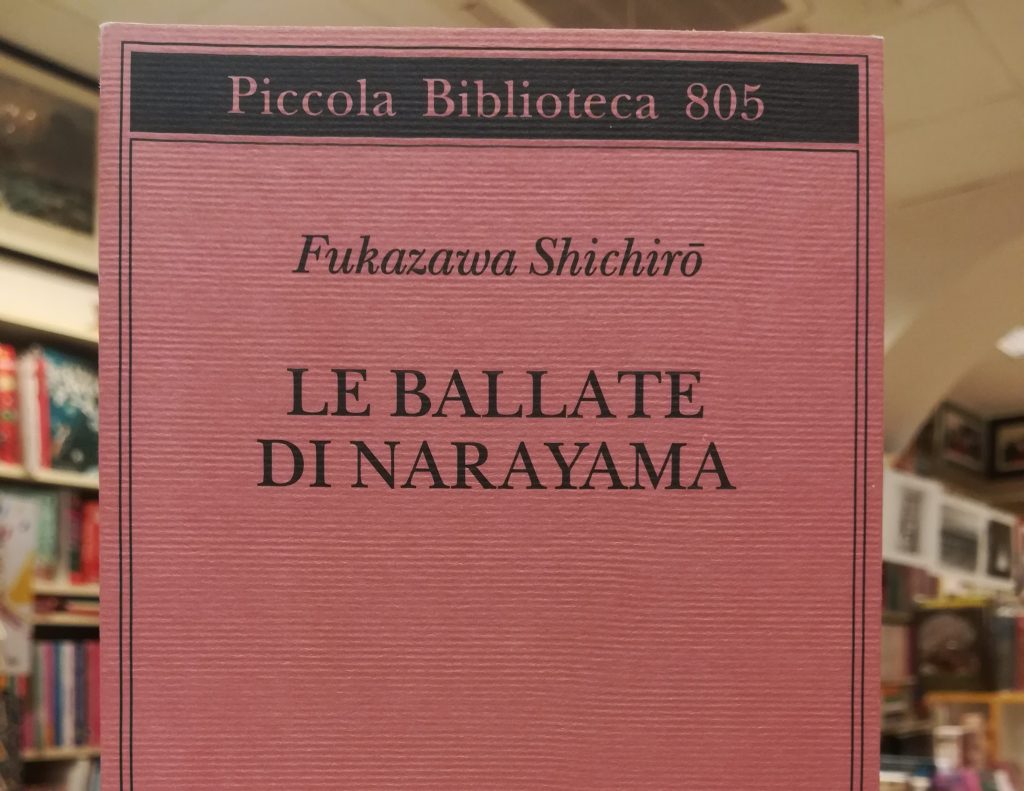 Piccola Biblioteca 805
Fukazawa Shichirō
LE BALLATE
DI NARAYAMA